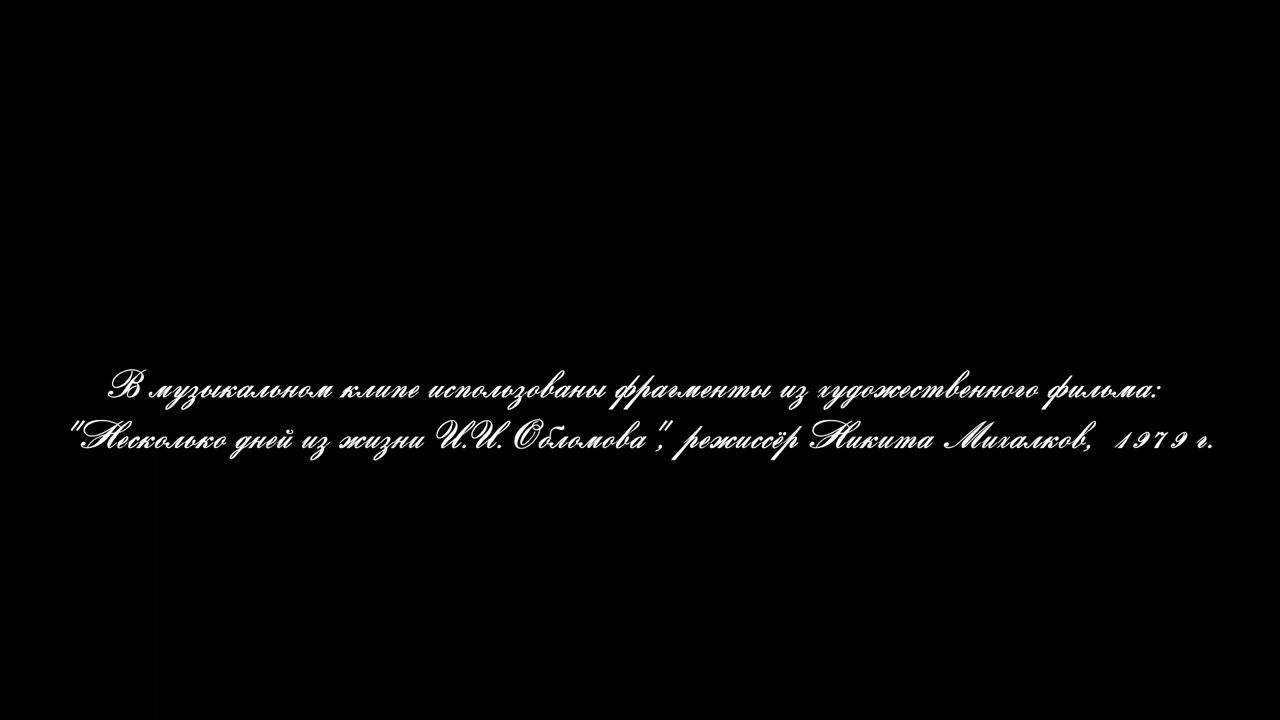 В музыкальном клипе использованы фрагменты из художественного фильма:
"Несколько дней из жизни И.И. Обломова", режиссёр Никита Михалков, 1979 г.